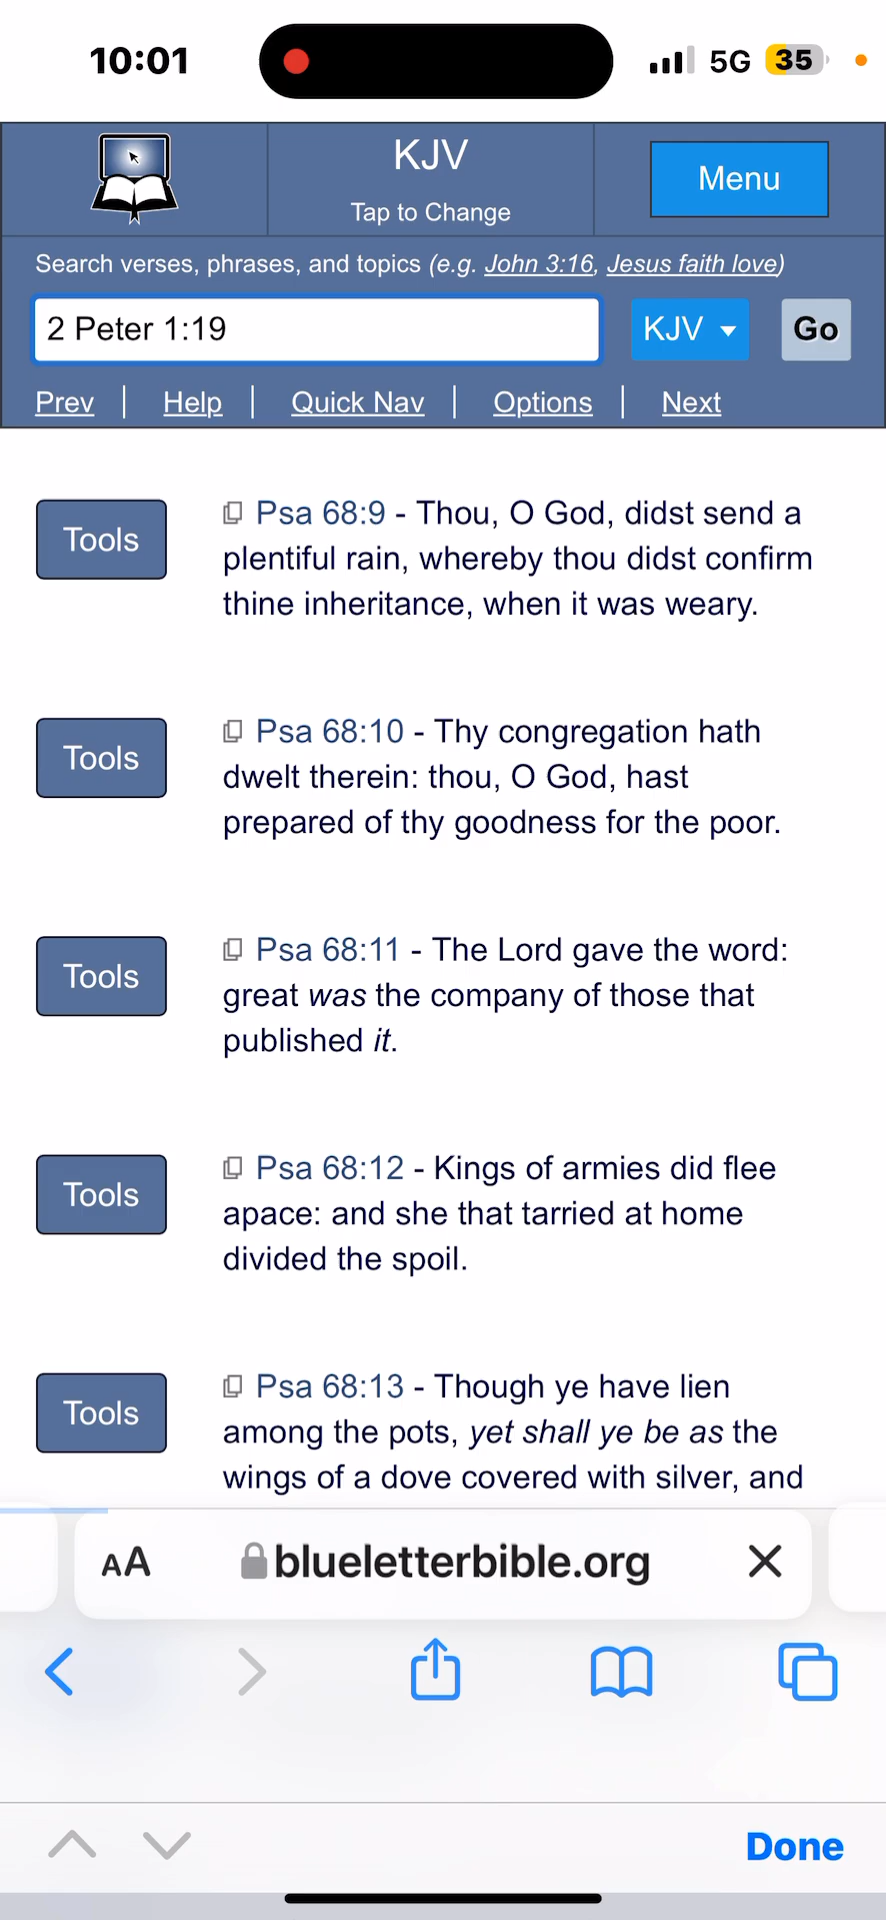 10:01
5G
35
KJV
Tap to Change
Menu
Search verses, phrases, and topics (e.g. John 3:16, Jesus faith love)
2 Peter 1:19
KJV
Go
Prev | Help | Quick Nav | Options | Next
Tools
Psa 68:9 - Thou, O God, didst send a
plentiful rain, whereby thou didst confirm
thine inheritance, when it was weary.
Tools
Psa 68:10 - Thy congregation hath
dwelt therein: thou, O God, hast
prepared of thy goodness for the poor.
Tools
Psa 68:11 - The Lord gave the word:
great was the company of those that
published it.
Tools
Psa 68:12 - Kings of armies did flee
apace: and she that tarried at home
divided the spoil.
Tools
Psa 68:13 - Though ye have lien
among the pots, yet shall ye be as the
wings of a dove covered with silver, and
AA
blueletterbible.org
Done